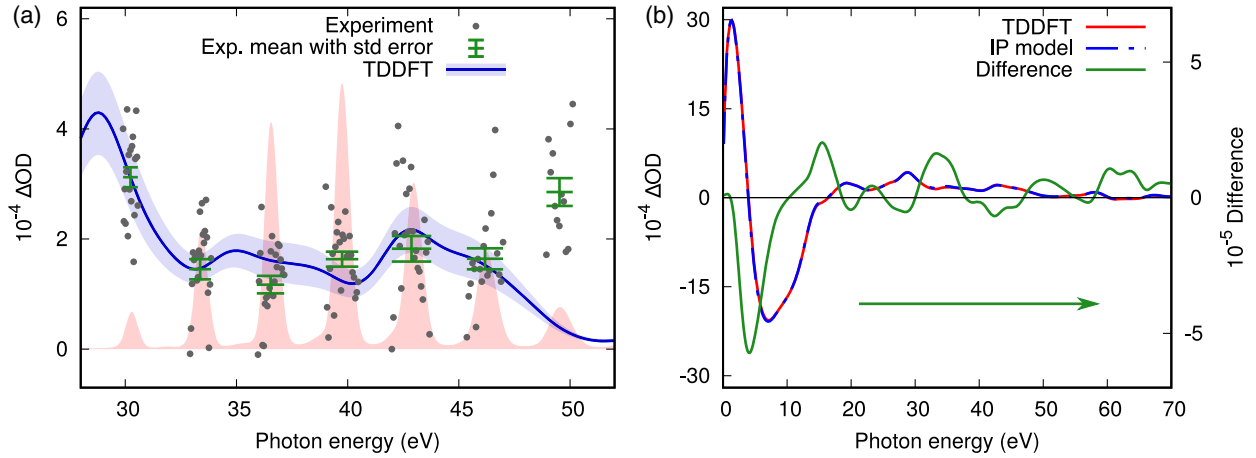 (a)
Experiment
Exp. mean with std error
TDDFT
6
4
2
0
10⁻⁴ ΔOD
30
35
40
45
50
Photon energy (eV)
(b)
TDDFT
IP model
Difference
30
15
0
-15
-30
10⁻⁴ ΔOD
5
0
-5
10⁻⁵ Difference
0
10
20
30
40
50
60
70
Photon energy (eV)